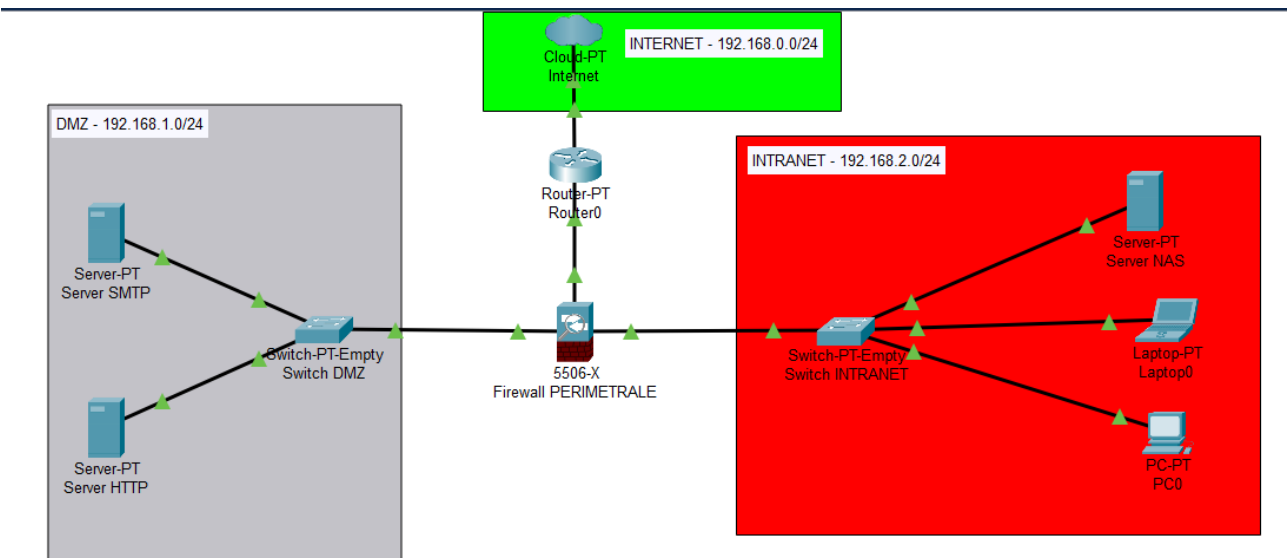 INTERNET - 192.168.0.0/24
Cloud-PT
Internet
DMZ - 192.168.1.0/24
INTRANET - 192.168.2.0/24
Router-PT
Router0
Server-PT
Server SMTP
Server-PT
Server NAS
Switch-PT-Empty
Switch DMZ
5506-X
Firewall PERIMETRALE
Switch-PT-Empty
Switch INTRANET
Laptop-PT
Laptop0
Server-PT
Server HTTP
PC-PT
PC0